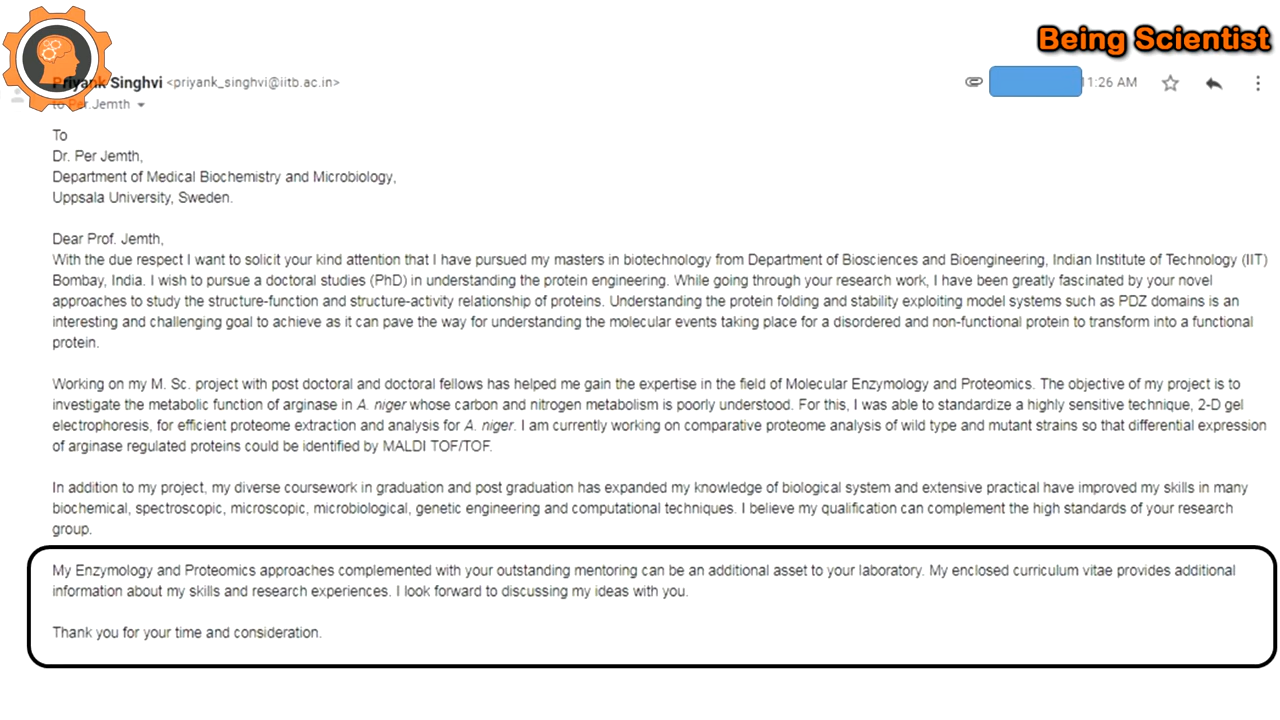 Being Scientist
Priyank Singhvi <priyank_singhvi@iitb.ac.in>
11:26 AM
to Per.Jemth
To
Dr. Per Jemth,
Department of Medical Biochemistry and Microbiology,
Uppsala University, Sweden.
Dear Prof. Jemth,
With the due respect I want to solicit your kind attention that I have pursued my masters in biotechnology from Department of Biosciences and Bioengineering, Indian Institute of Technology (IIT)
Bombay, India. I wish to pursue a doctoral studies (PhD) in understanding the protein engineering. While going through your research work, I have been greatly fascinated by your novel
approaches to study the structure-function and structure-activity relationship of proteins. Understanding the protein folding and stability exploiting model systems such as PDZ domains is an
interesting and challenging goal to achieve as it can pave the way for understanding the molecular events taking place for a disordered and non-functional protein to transform into a functional
protein.
Working on my M. Sc. project with post doctoral and doctoral fellows has helped me gain the expertise in the field of Molecular Enzymology and Proteomics. The objective of my project is to
investigate the metabolic function of arginase in A. niger whose carbon and nitrogen metabolism is poorly understood. For this, I was able to standardize a highly sensitive technique, 2-D gel
electrophoresis, for efficient proteome extraction and analysis for A. niger. I am currently working on comparative proteome analysis of wild type and mutant strains so that differential expression
of arginase regulated proteins could be identified by MALDI TOF/TOF.
In addition to my project, my diverse coursework in graduation and post graduation has expanded my knowledge of biological system and extensive practical have improved my skills in many
biochemical, spectroscopic, microscopic, microbiological, genetic engineering and computational techniques. I believe my qualification can complement the high standards of your research
group.
My Enzymology and Proteomics approaches complemented with your outstanding mentoring can be an additional asset to your laboratory. My enclosed curriculum vitae provides additional
information about my skills and research experiences. I look forward to discussing my ideas with you.
Thank you for your time and consideration.